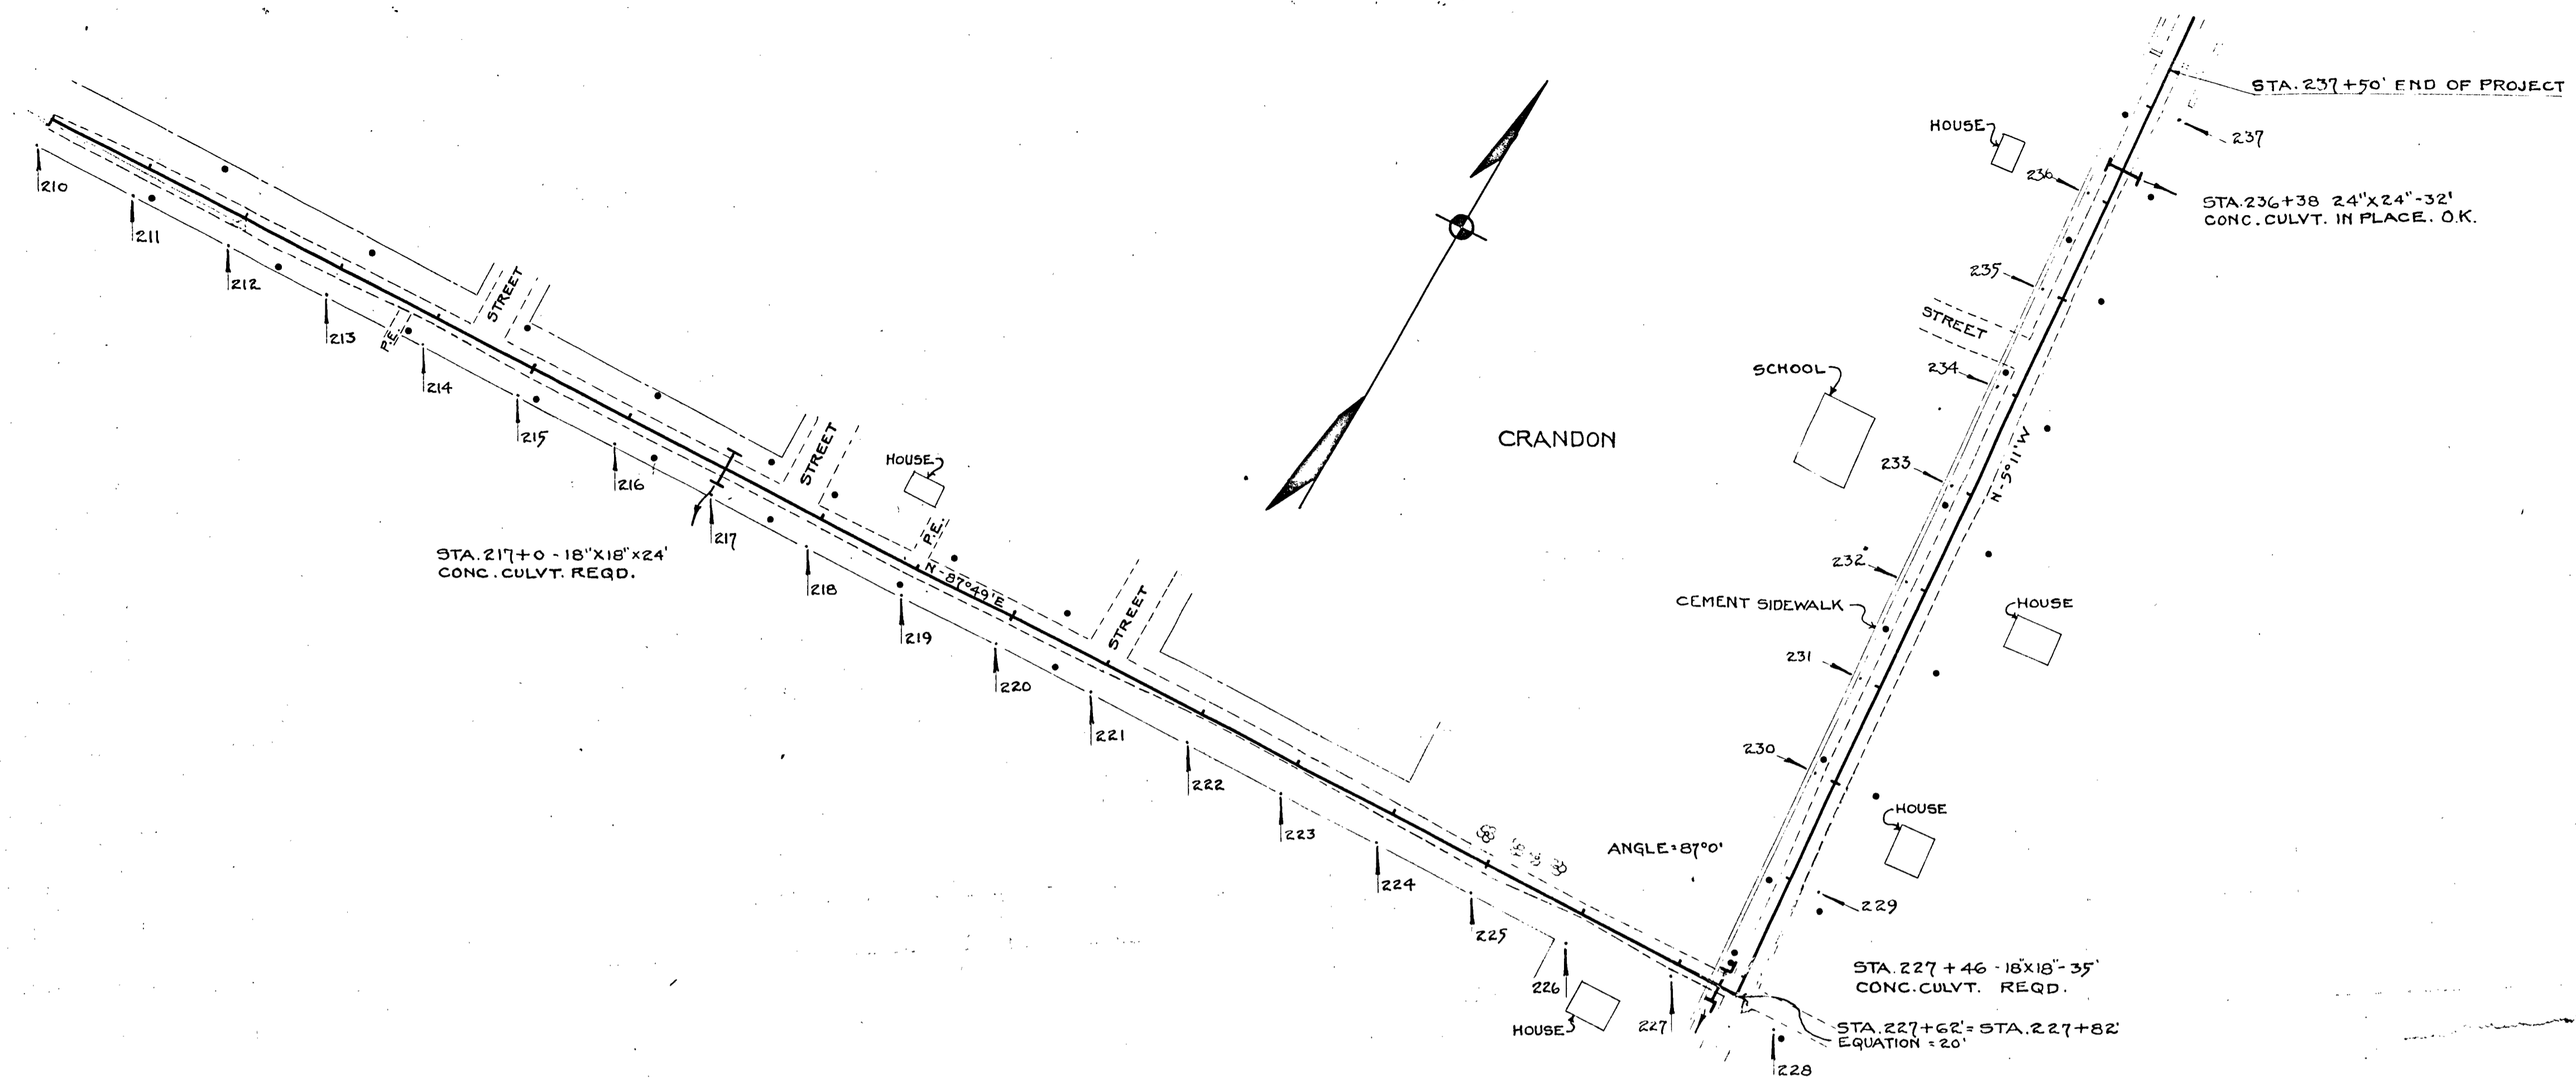 STA. 237+50' END OF PROJECT
HOUSE
237
236
STA. 236+38 24"X24"-32'
CONC. CULVT. IN PLACE. O.K.
210
211
212
213
P.E.
214
215
216
217
218
219
220
221
222
223
224
225
226
227
228
STREET
STREET
HOUSE
P.E.
N-87°49'E
STREET
STA. 217+0 - 18"X18"X24'
CONC. CULVT. REQD.
CRANDON
235
STREET
234
SCHOOL
233
N-5°11'W
232
CEMENT SIDEWALK
HOUSE
231
230
HOUSE
ANGLE=87°0'
229
STA. 227+46 - 18"X18"-35'
CONC. CULVT. REQD.
HOUSE
STA. 227+62' = STA. 227+82'
EQUATION = 20'